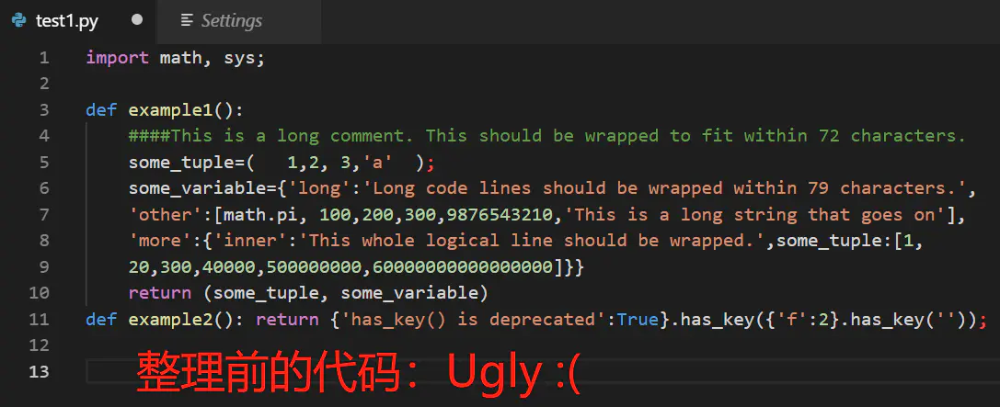 test1.py Settings
1 import math, sys;
2
3 def example1():
4     ####This is a long comment. This should be wrapped to fit within 72 characters.
5     some_tuple=(   1,2, 3,'a'  );
6     some_variable={'long':'Long code lines should be wrapped within 79 characters.',
7     'other':[math.pi, 100,200,300,9876543210,'This is a long string that goes on'],
8     'more':{'inner':'This whole logical line should be wrapped.',some_tuple:[1,
9     20,300,40000,500000000,60000000000000000]}}
10     return (some_tuple, some_variable)
11 def example2(): return {'has_key() is deprecated':True}.has_key({'f':2}.has_key(''));
12
13
整理前的代码：Ugly :(